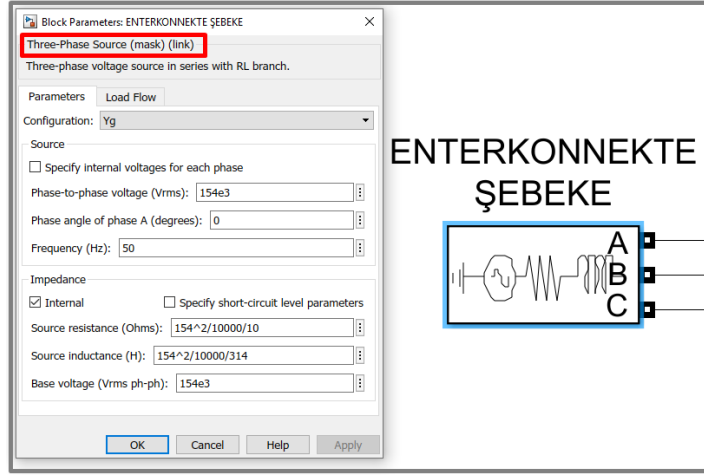 Block Parameters: ENTERKONNEKTE ŞEBEKE
Three-Phase Source (mask) (link)
Three-phase voltage source in series with RL branch.
Parameters Load Flow
Configuration: Yg
Source
Specify internal voltages for each phase
Phase-to-phase voltage (Vrms): 154e3
Phase angle of phase A (degrees): 0
Frequency (Hz): 50
Impedance
Internal Specify short-circuit level parameters
Source resistance (Ohms): 154^2/10000/10
Source inductance (H): 154^2/10000/314
Base voltage (Vrms ph-ph): 154e3
OK Cancel Help Apply
ENTERKONNEKTE
ŞEBEKE
A
B
C